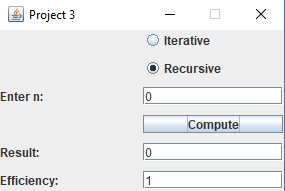 Project 3
Iterative
Recursive
Enter n: 0
Compute
Result: 0
Efficiency: 1